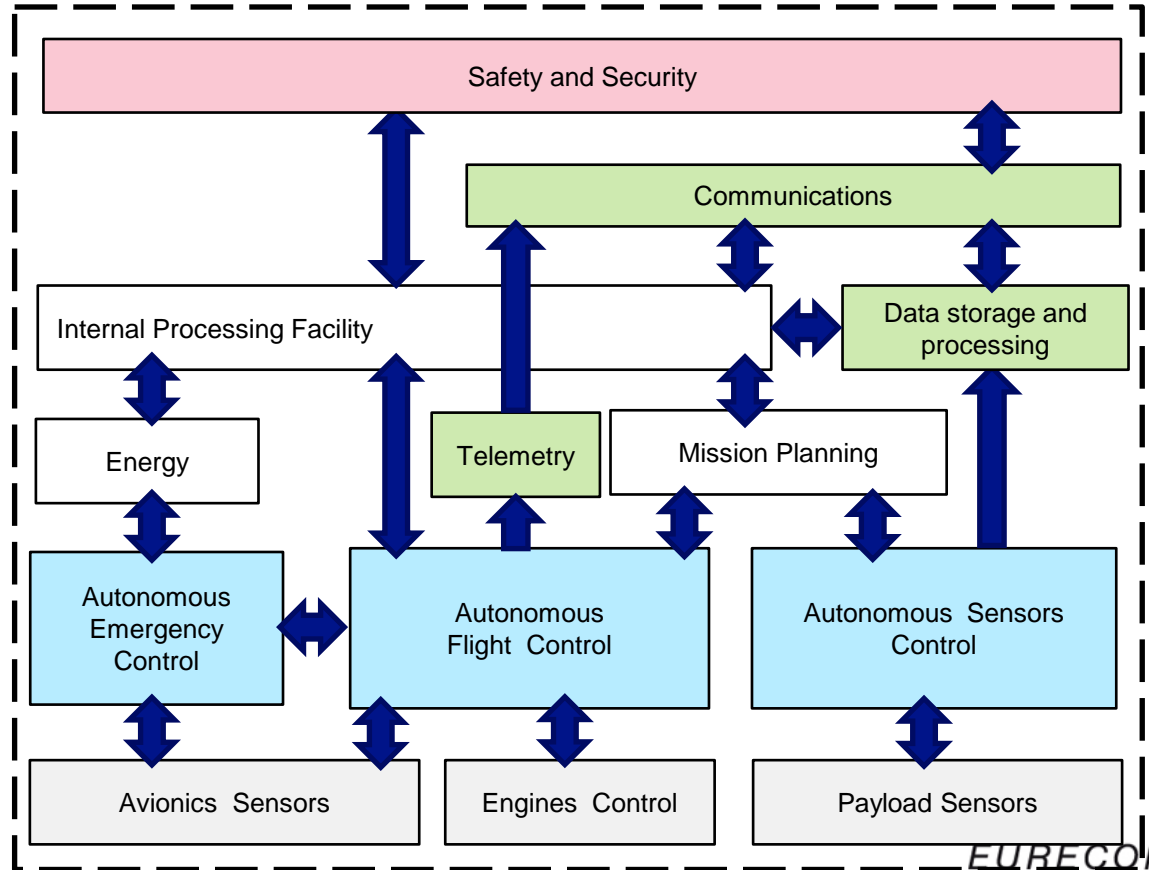 Safety and Security
Communications
Internal Processing Facility
Data storage and
processing
Energy
Telemetry
Mission Planning
Autonomous
Emergency
Control
Autonomous
Flight Control
Autonomous Sensors
Control
Avionics Sensors
Engines Control
Payload Sensors
EURECO